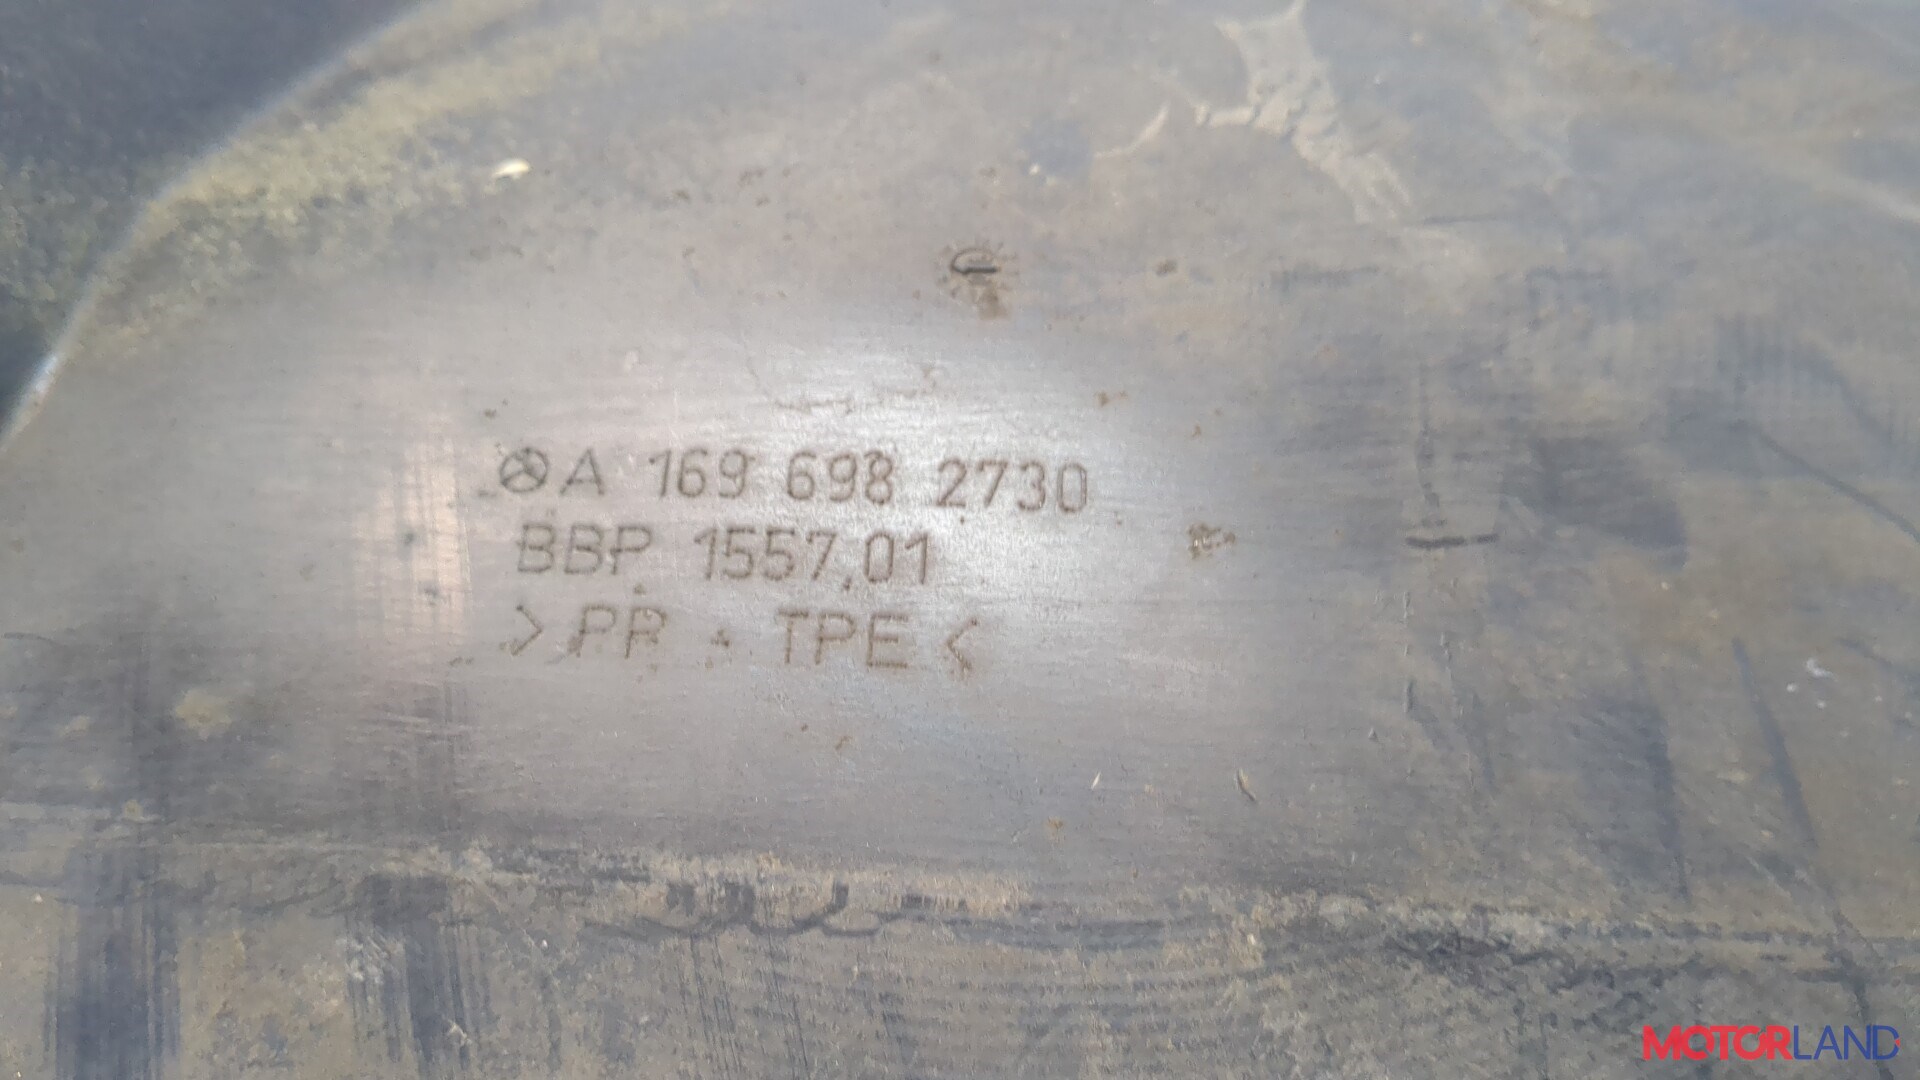 A 169 698 2730
BBP 1557.01
> PP - TPE <
MOTORLAND